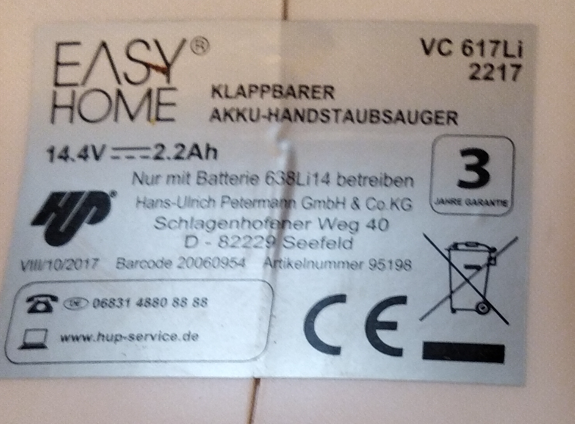 EASY® HOME
VC 617Li
2217
KLAPPBARER
AKKU-HANDSTAUBSAUGER
14.4V 2.2Ah
3
JAHRE GARANTIE
Nur mit Batterie 638Li14 betreiben
HUP®
Hans-Ulrich Petermann GmbH & Co.KG
Schlagenhofener Weg 40
D - 82229 Seefeld
VIII/10/2017 Barcode 20060954 Artikelnummer 95198
DE 06831 4880 88 88
www.hup-service.de
CE